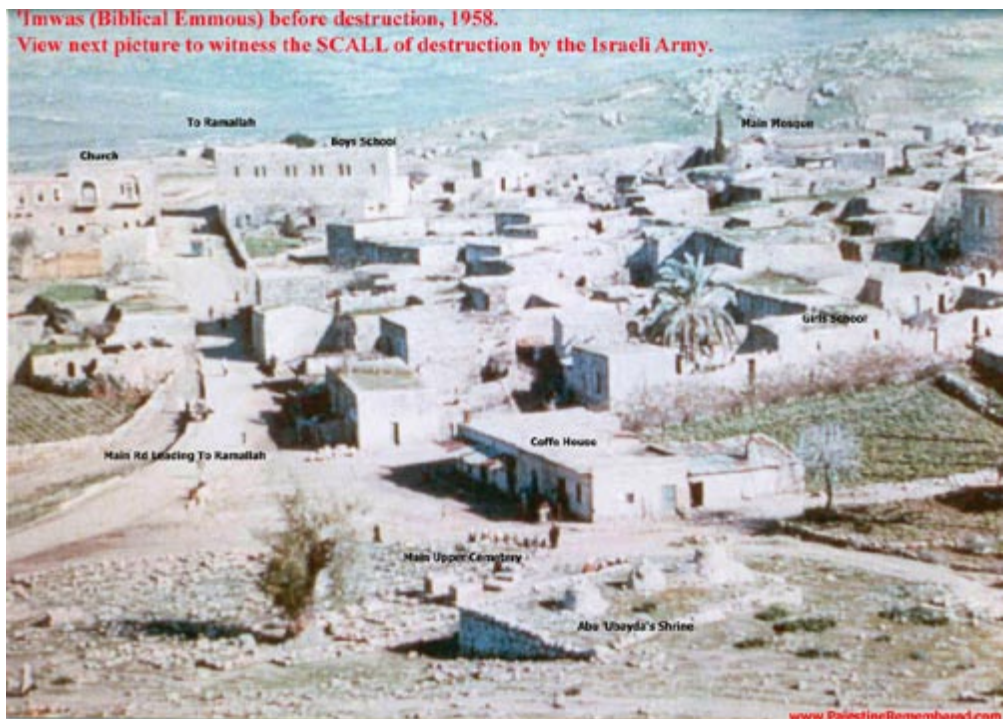 'Imwas (Biblical Emmous) before destruction, 1958.
View next picture to witness the SCALL of destruction by the Israeli Army.
To Ramallah
Main Mosque
Boys School
Church
Girls School
Coffe House
Main Rd Leading To Ramallah
Main Upper Cemetery
Abo 'Ubayda's Shrine
www.PalestineRemembered.com